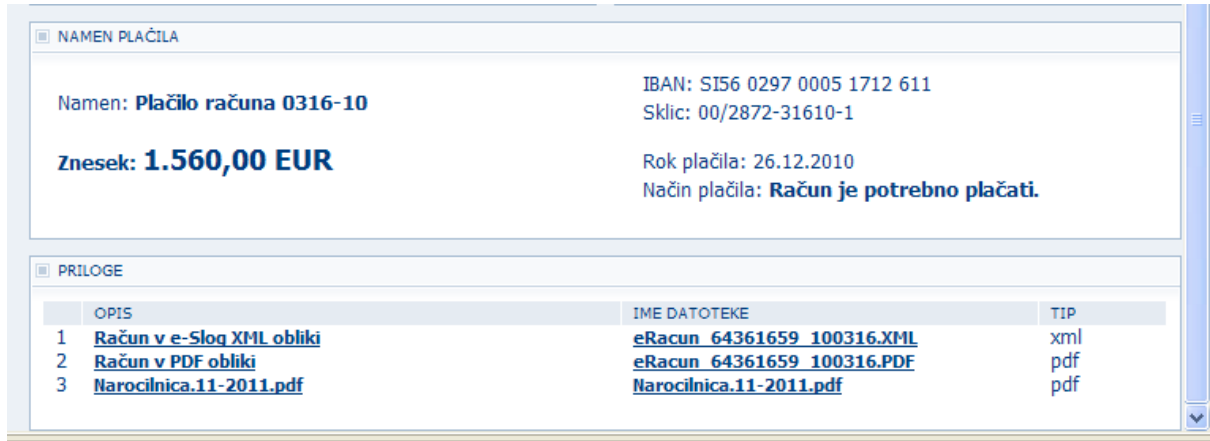 NAMEN PLAČILA
Namen: Plačilo računa 0316-10
Znesek: 1.560,00 EUR
IBAN: SI56 0297 0005 1712 611
Sklic: 00/2872-31610-1
Rok plačila: 26.12.2010
Način plačila: Račun je potrebno plačati.
PRILOGE
OPIS IME DATOTEKE TIP
1 Račun v e-Slog XML obliki eRacun_64361659_100316.XML xml
2 Račun v PDF obliki eRacun_64361659_100316.PDF pdf
3 Narocilnica.11-2011.pdf Narocilnica.11-2011.pdf pdf